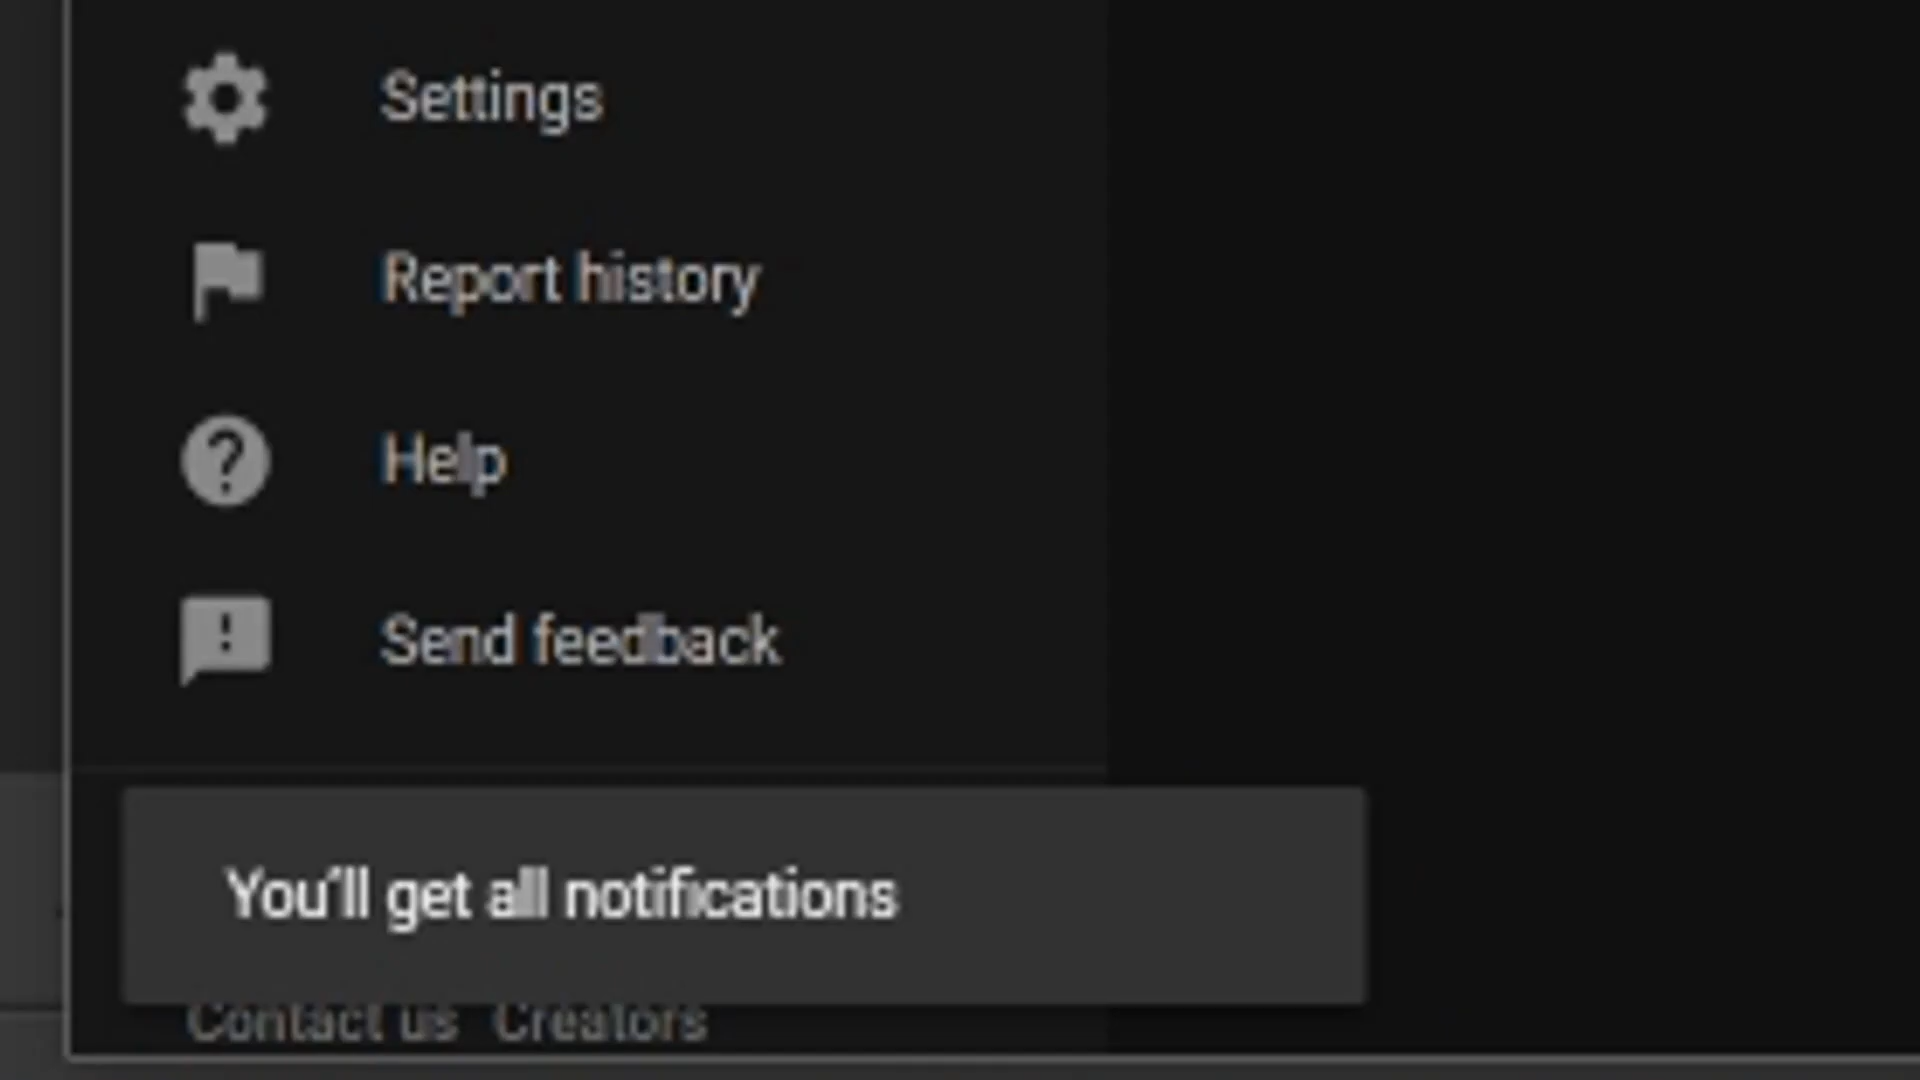 Settings
Report history
Help
Send feedback
You'll get all notifications
Contact us Creators